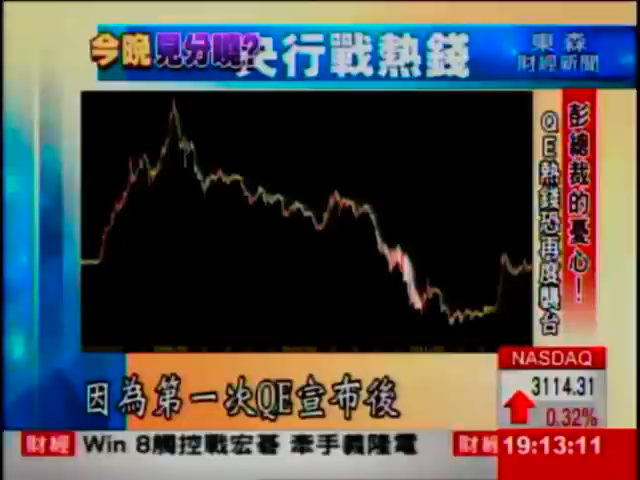 今晚見分曉?
央行戰熱錢
東森
財經新聞
彭總裁的憂心!
QE熱錢恐再度襲台
因為第一次QE宣布後
NASDAQ
3114.31
0.32%
財經 Win 8觸控戰宏碁 牽手義隆電 財經
19:13:11